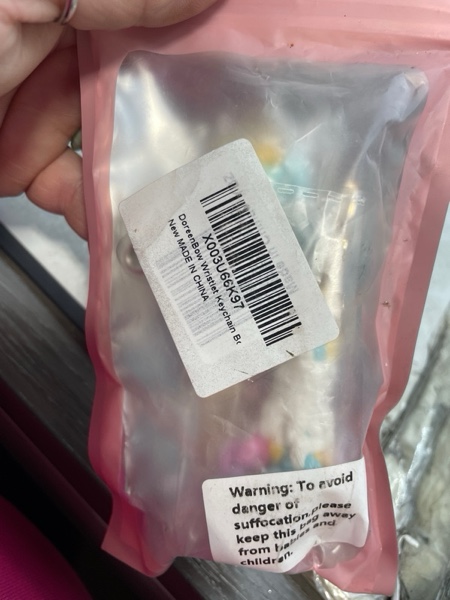 X003U66K97
DoreenBow Wristlet Keychain Br
New MADE IN CHINA
Warning: To avoid
danger of
suffocation,please
keep this bag away
from babies and
children.